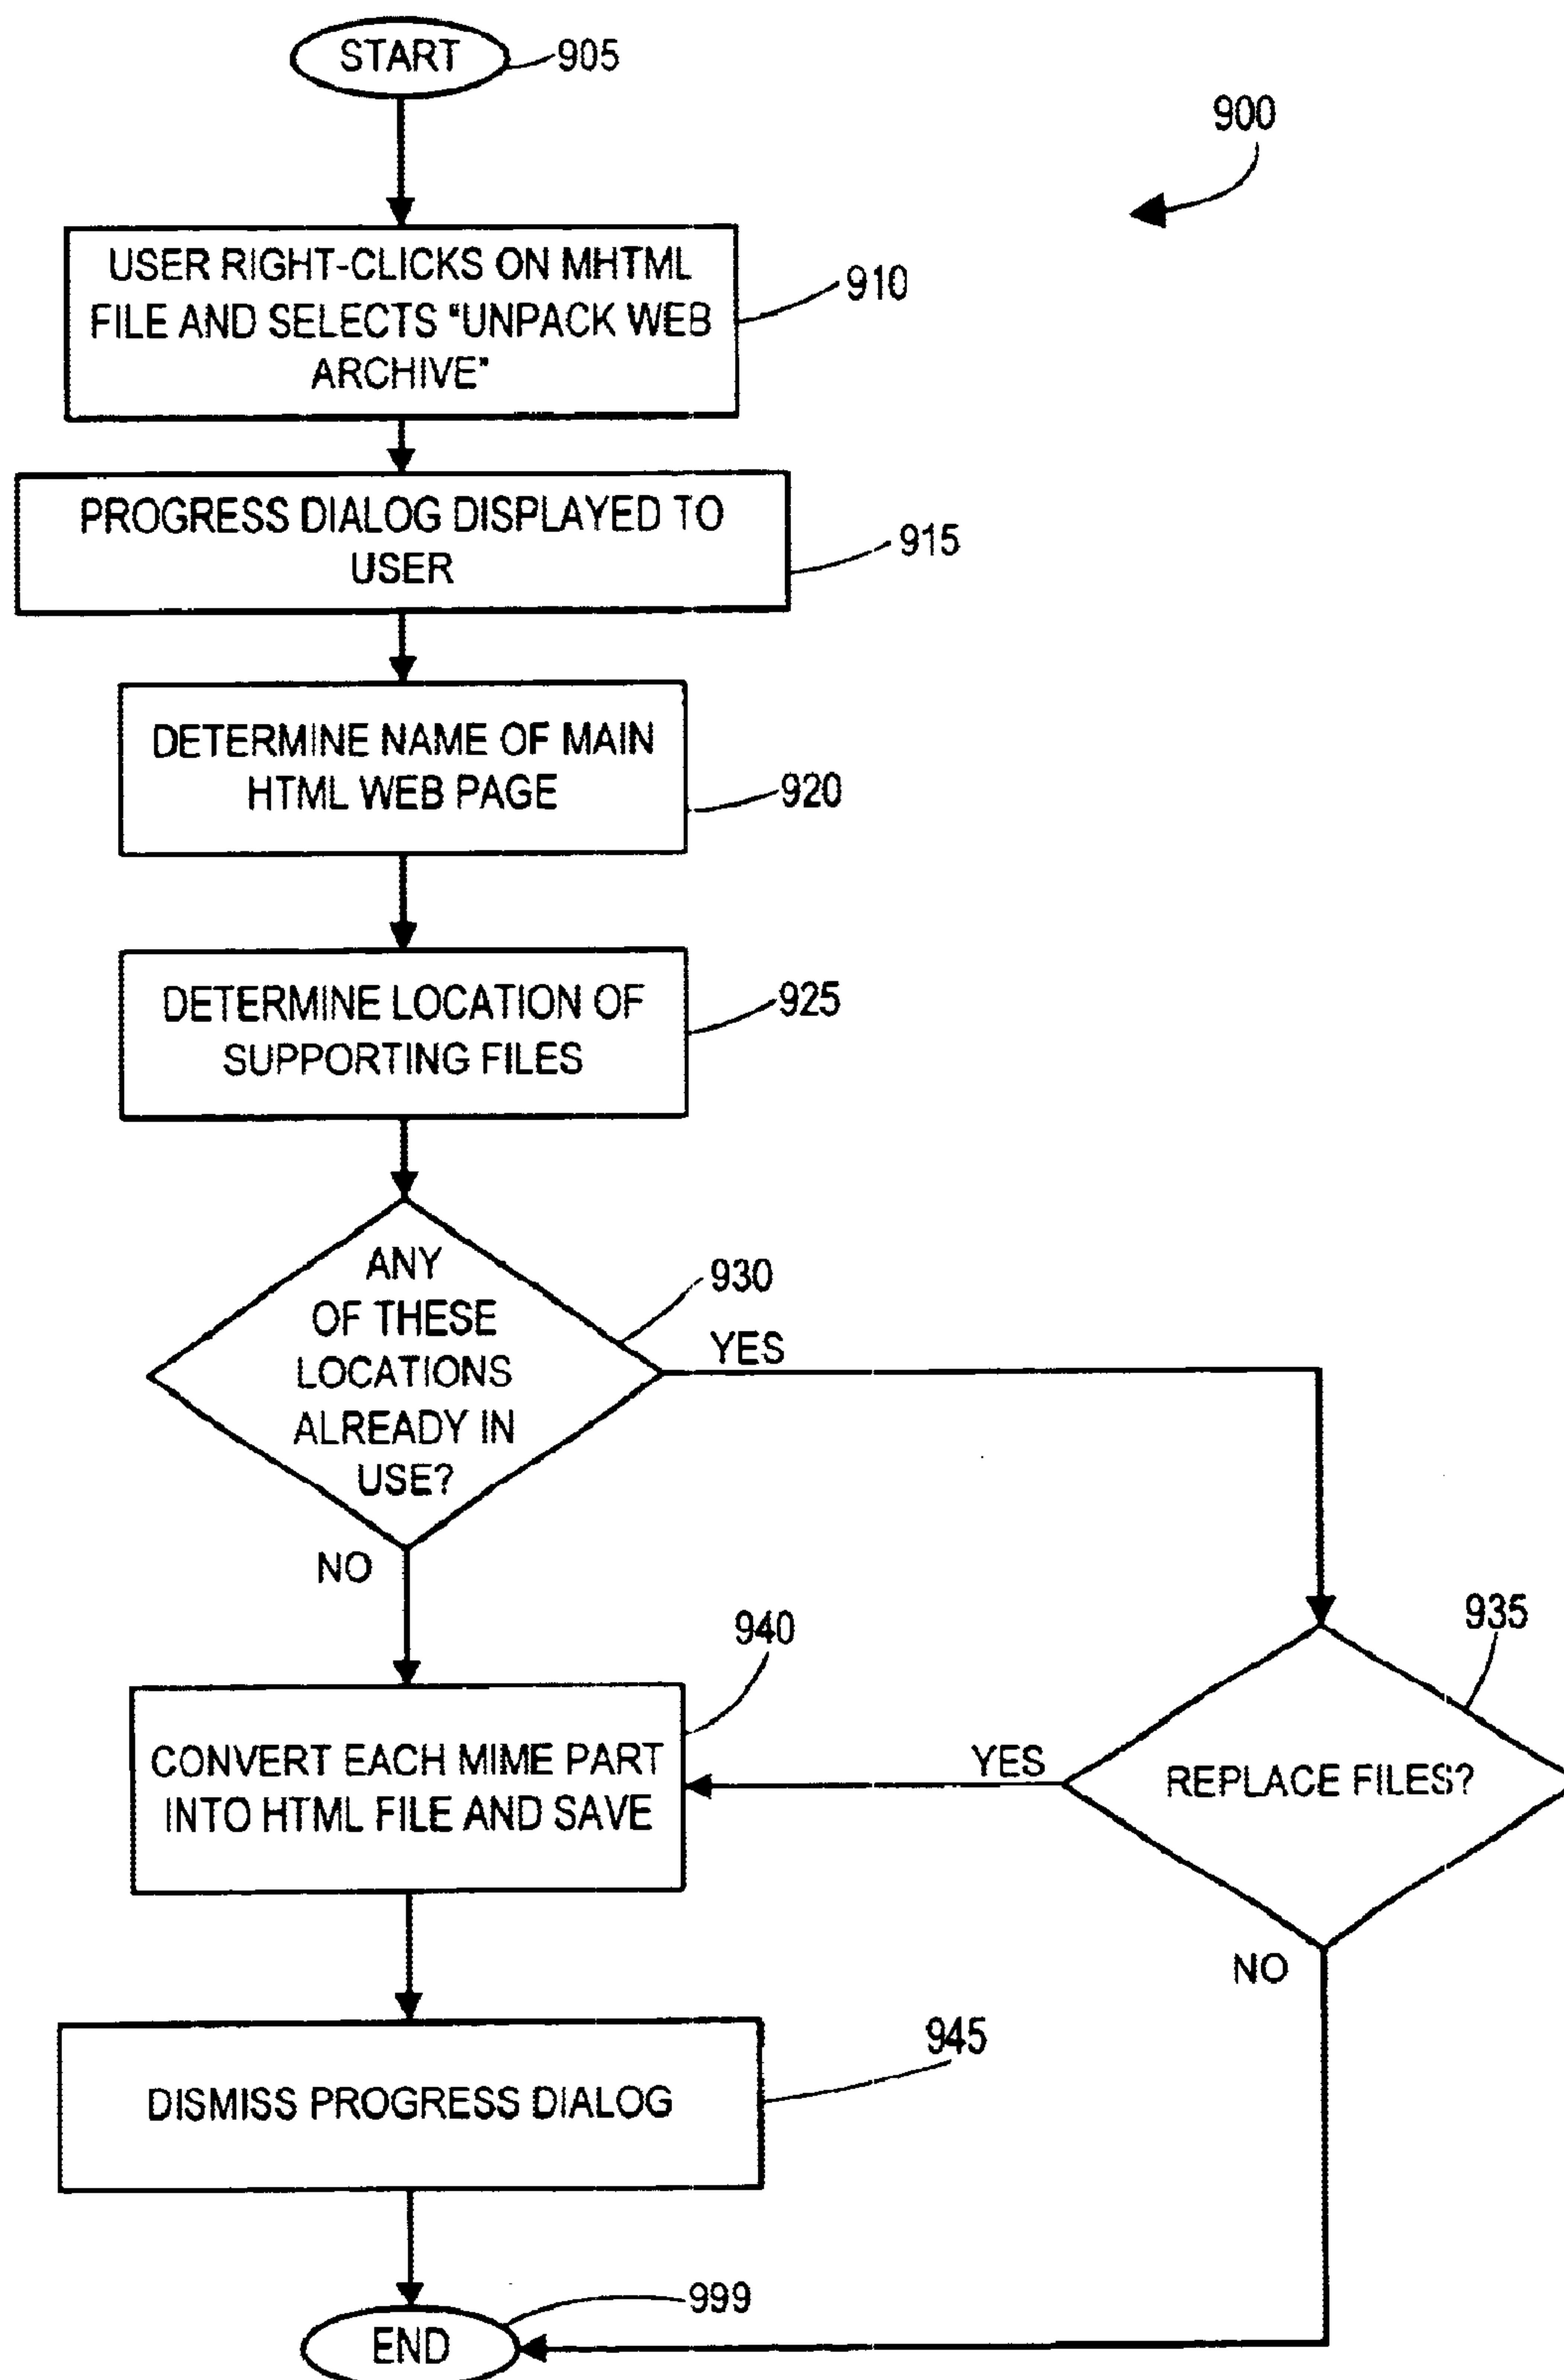 START
905
900
USER RIGHT-CLICKS ON MHTML
FILE AND SELECTS "UNPACK WEB
ARCHIVE"
910
PROGRESS DIALOG DISPLAYED TO
USER
915
DETERMINE NAME OF MAIN
HTML WEB PAGE
920
DETERMINE LOCATION OF
SUPPORTING FILES
925
ANY
OF THESE
LOCATIONS
ALREADY IN
USE?
930
YES
NO
935
REPLACE FILES?
YES
NO
940
CONVERT EACH MIME PART
INTO HTML FILE AND SAVE
945
DISMISS PROGRESS DIALOG
999
END